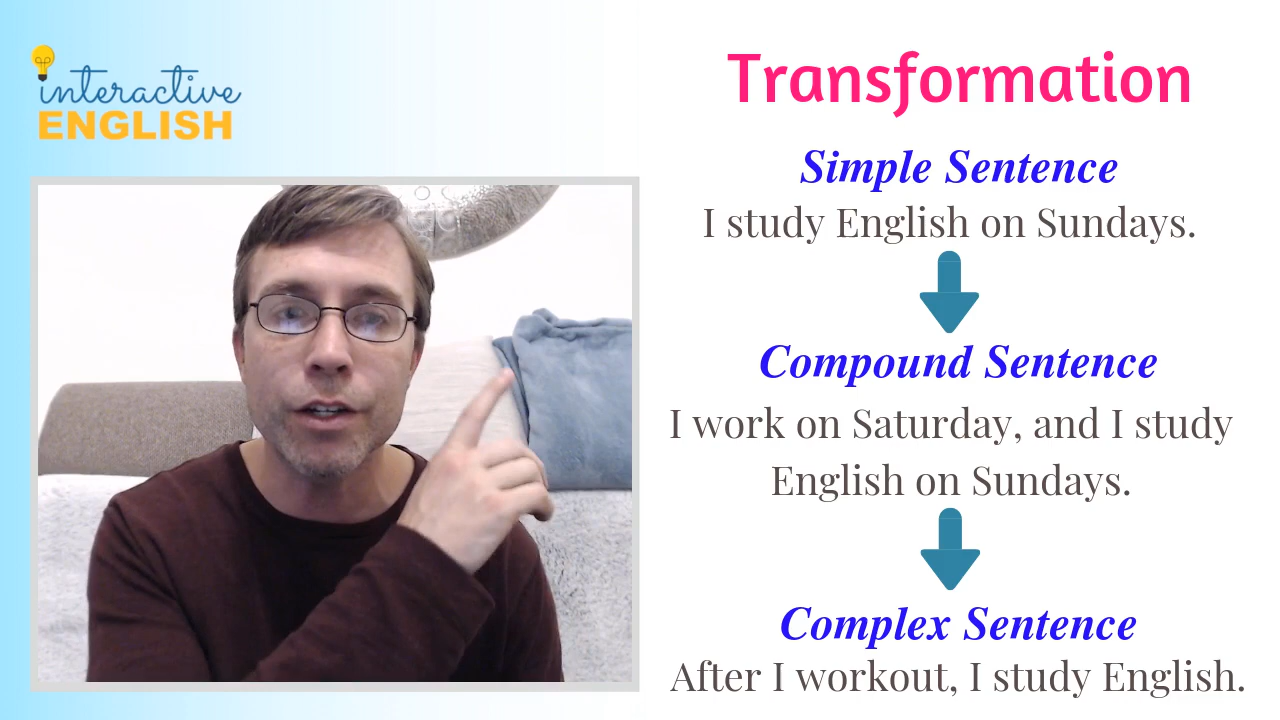 interactive
ENGLISH
Transformation
Simple Sentence
I study English on Sundays.
Compound Sentence
I work on Saturday, and I study
English on Sundays.
Complex Sentence
After I workout, I study English.